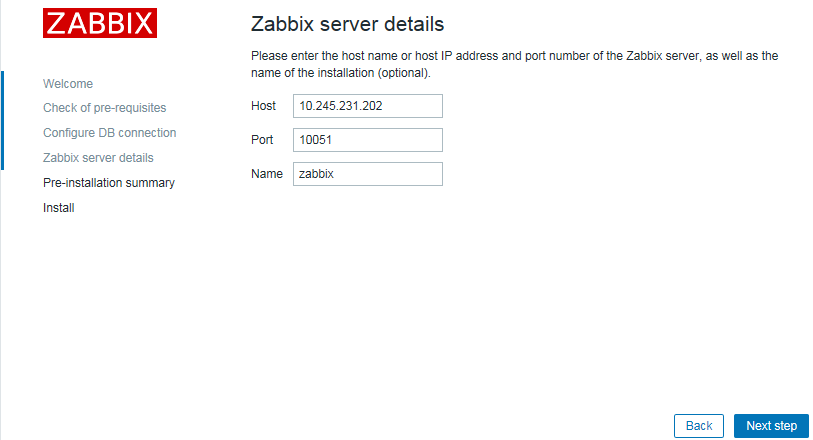 ZABBIX
Welcome
Check of pre-requisites
Configure DB connection
Zabbix server details
Pre-installation summary
Install
Zabbix server details
Please enter the host name or host IP address and port number of the Zabbix server, as well as the
name of the installation (optional).
Host 10.245.231.202
Port 10051
Name zabbix
Back Next step